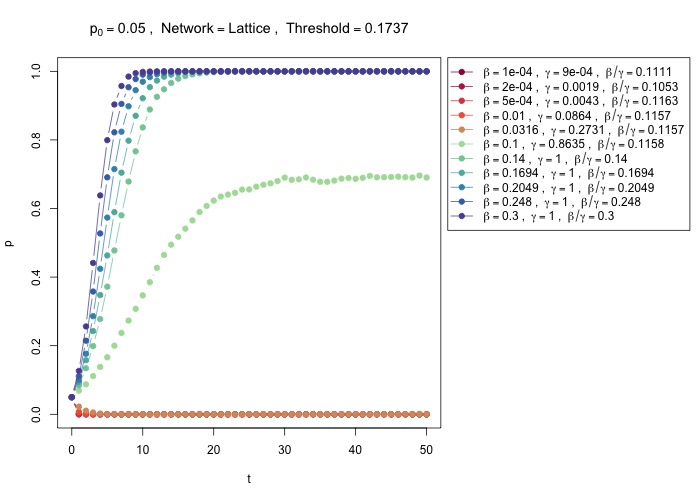 p₀ = 0.05 , Network = Lattice , Threshold = 0.1737
β = 1e-04 , γ = 9e-04 , β/γ = 0.1111
β = 2e-04 , γ = 0.0019 , β/γ = 0.1053
β = 5e-04 , γ = 0.0043 , β/γ = 0.1163
β = 0.01 , γ = 0.0864 , β/γ = 0.1157
β = 0.0316 , γ = 0.2731 , β/γ = 0.1157
β = 0.1 , γ = 0.8635 , β/γ = 0.1158
β = 0.14 , γ = 1 , β/γ = 0.14
β = 0.1694 , γ = 1 , β/γ = 0.1694
β = 0.2049 , γ = 1 , β/γ = 0.2049
β = 0.248 , γ = 1 , β/γ = 0.248
β = 0.3 , γ = 1 , β/γ = 0.3
p
1.0
0.8
0.6
0.4
0.2
0.0
0 10 20 30 40 50
t